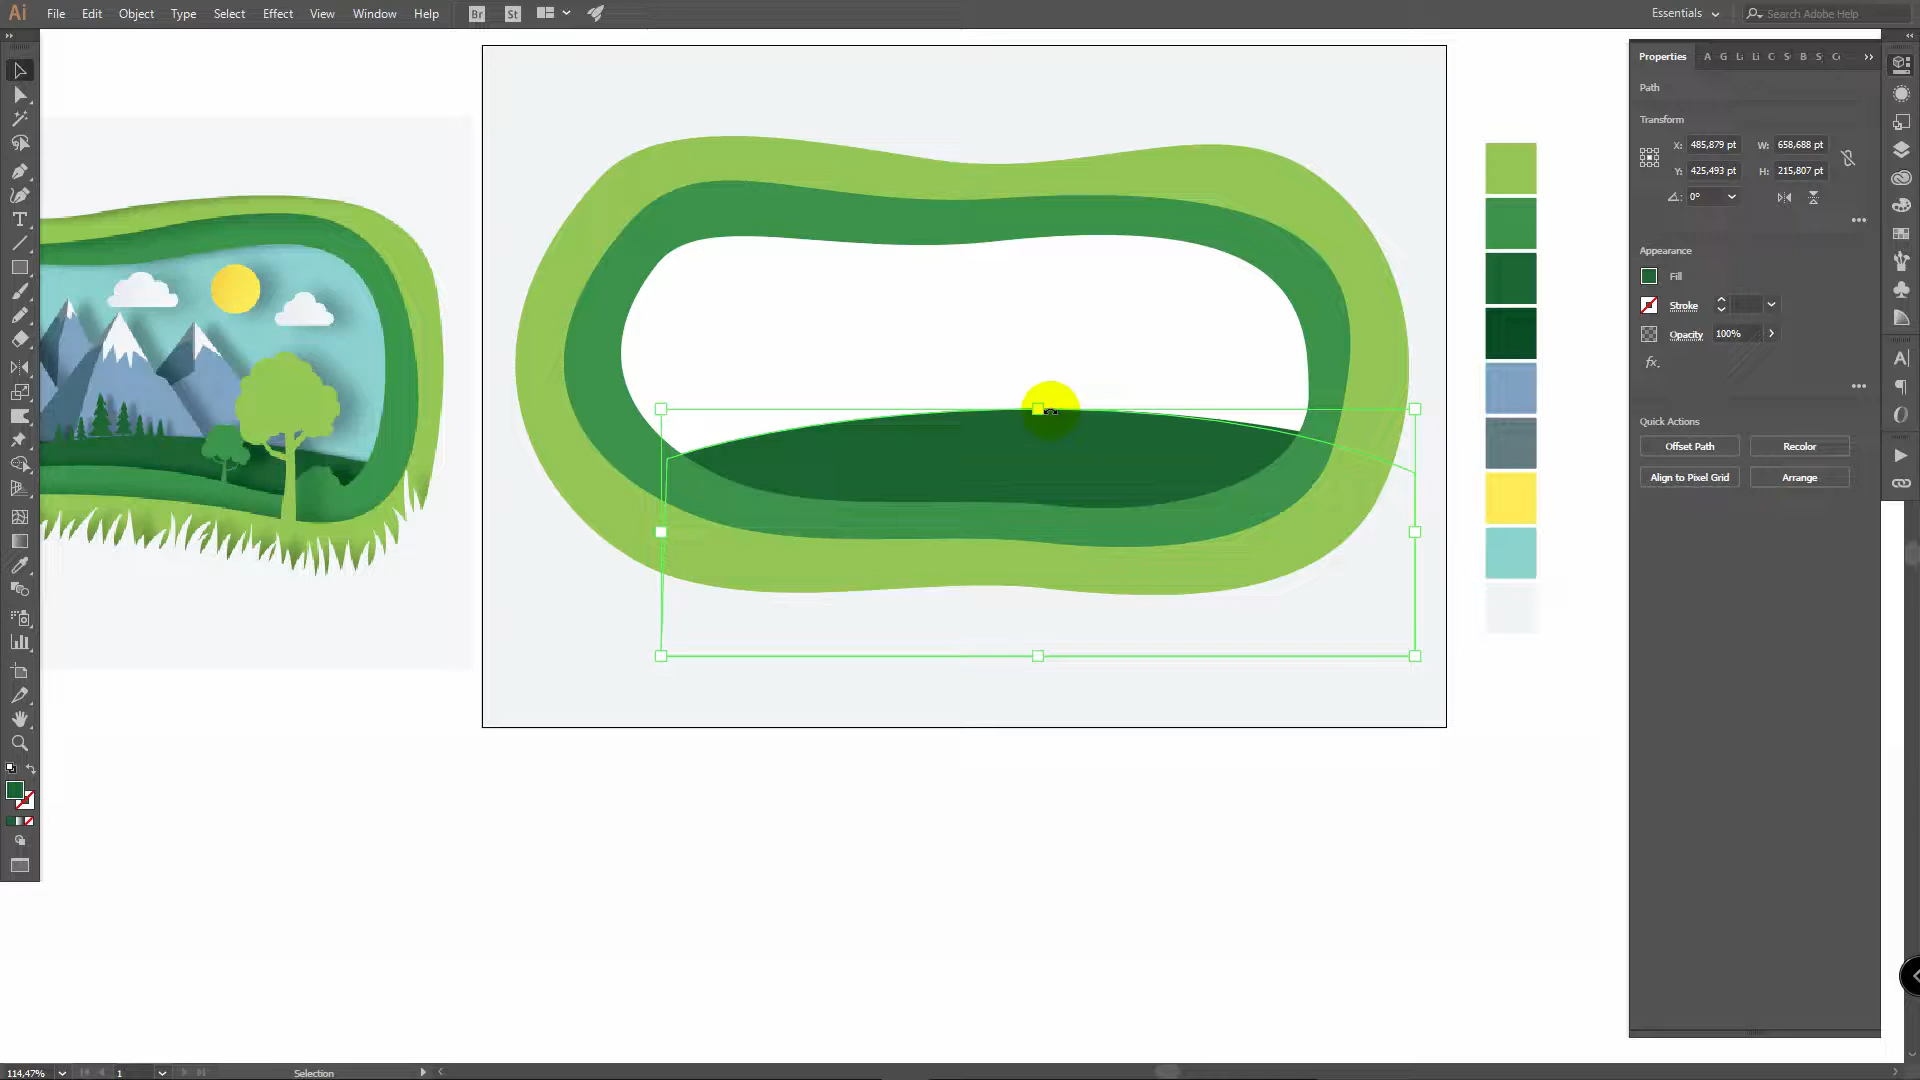 Ai File Edit Object Type Select Effect View Window Help Br St Essentials Search Adobe Help
Properties A G L Li C S B S C
Path
Transform
X: 485,879 pt W: 658,688 pt
Y: 425,493 pt H: 215,807 pt
0°
Appearance
Fill
Stroke
Opacity 100%
fx.
Quick Actions
Offset Path Recolor
Align to Pixel Grid Arrange
114,47% 1 Selection